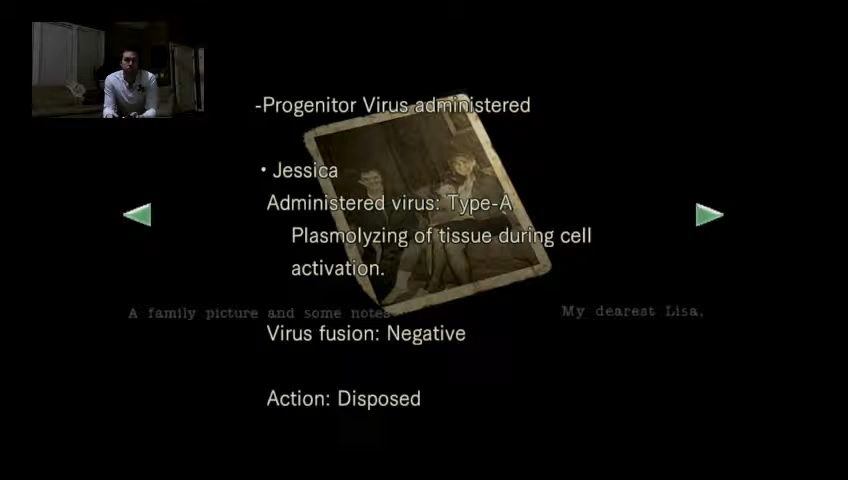 -Progenitor Virus administered
・Jessica
Administered virus: Type-A
Plasmolyzing of tissue during cell
activation.
A family picture and some notes
My dearest Lisa,
Virus fusion: Negative
Action: Disposed